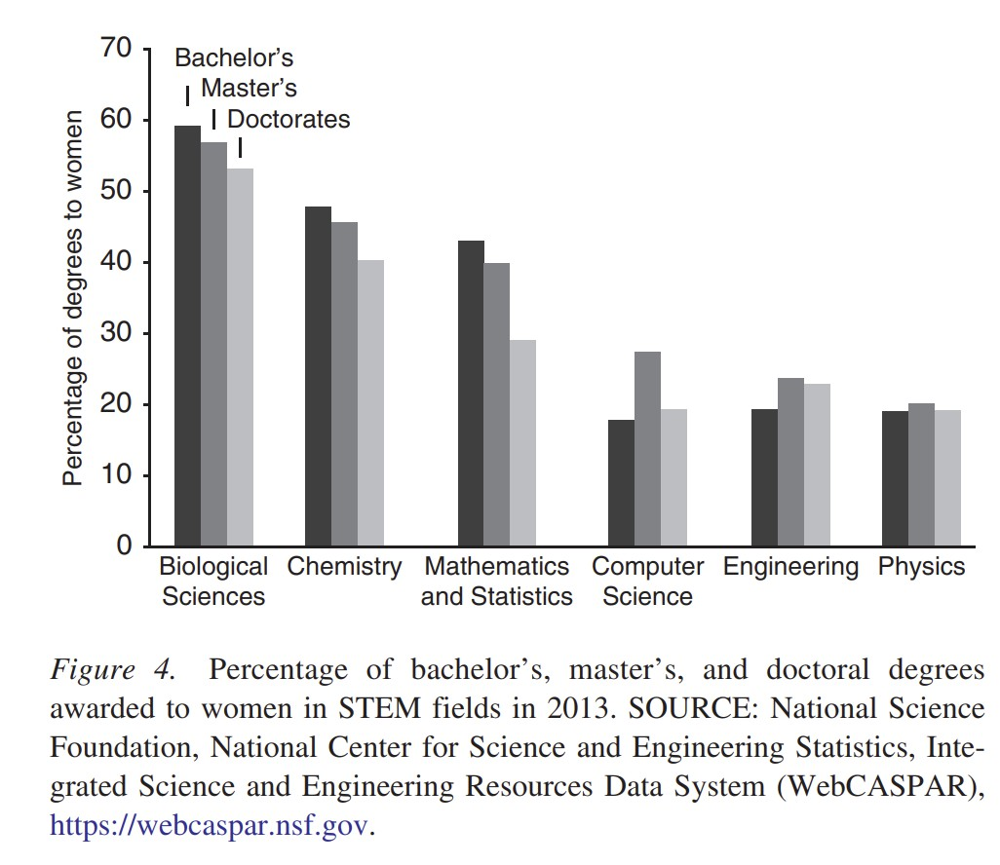 70
60
50
40
30
20
10
0
Percentage of degrees to women
Bachelor’s
Master’s
Doctorates
Biological
Sciences
Chemistry
Mathematics
and Statistics
Computer
Science
Engineering
Physics
Figure 4. Percentage of bachelor’s, master’s, and doctoral degrees
awarded to women in STEM fields in 2013. SOURCE: National Science
Foundation, National Center for Science and Engineering Statistics, Inte-
grated Science and Engineering Resources Data System (WebCASPAR),
https://webcaspar.nsf.gov.